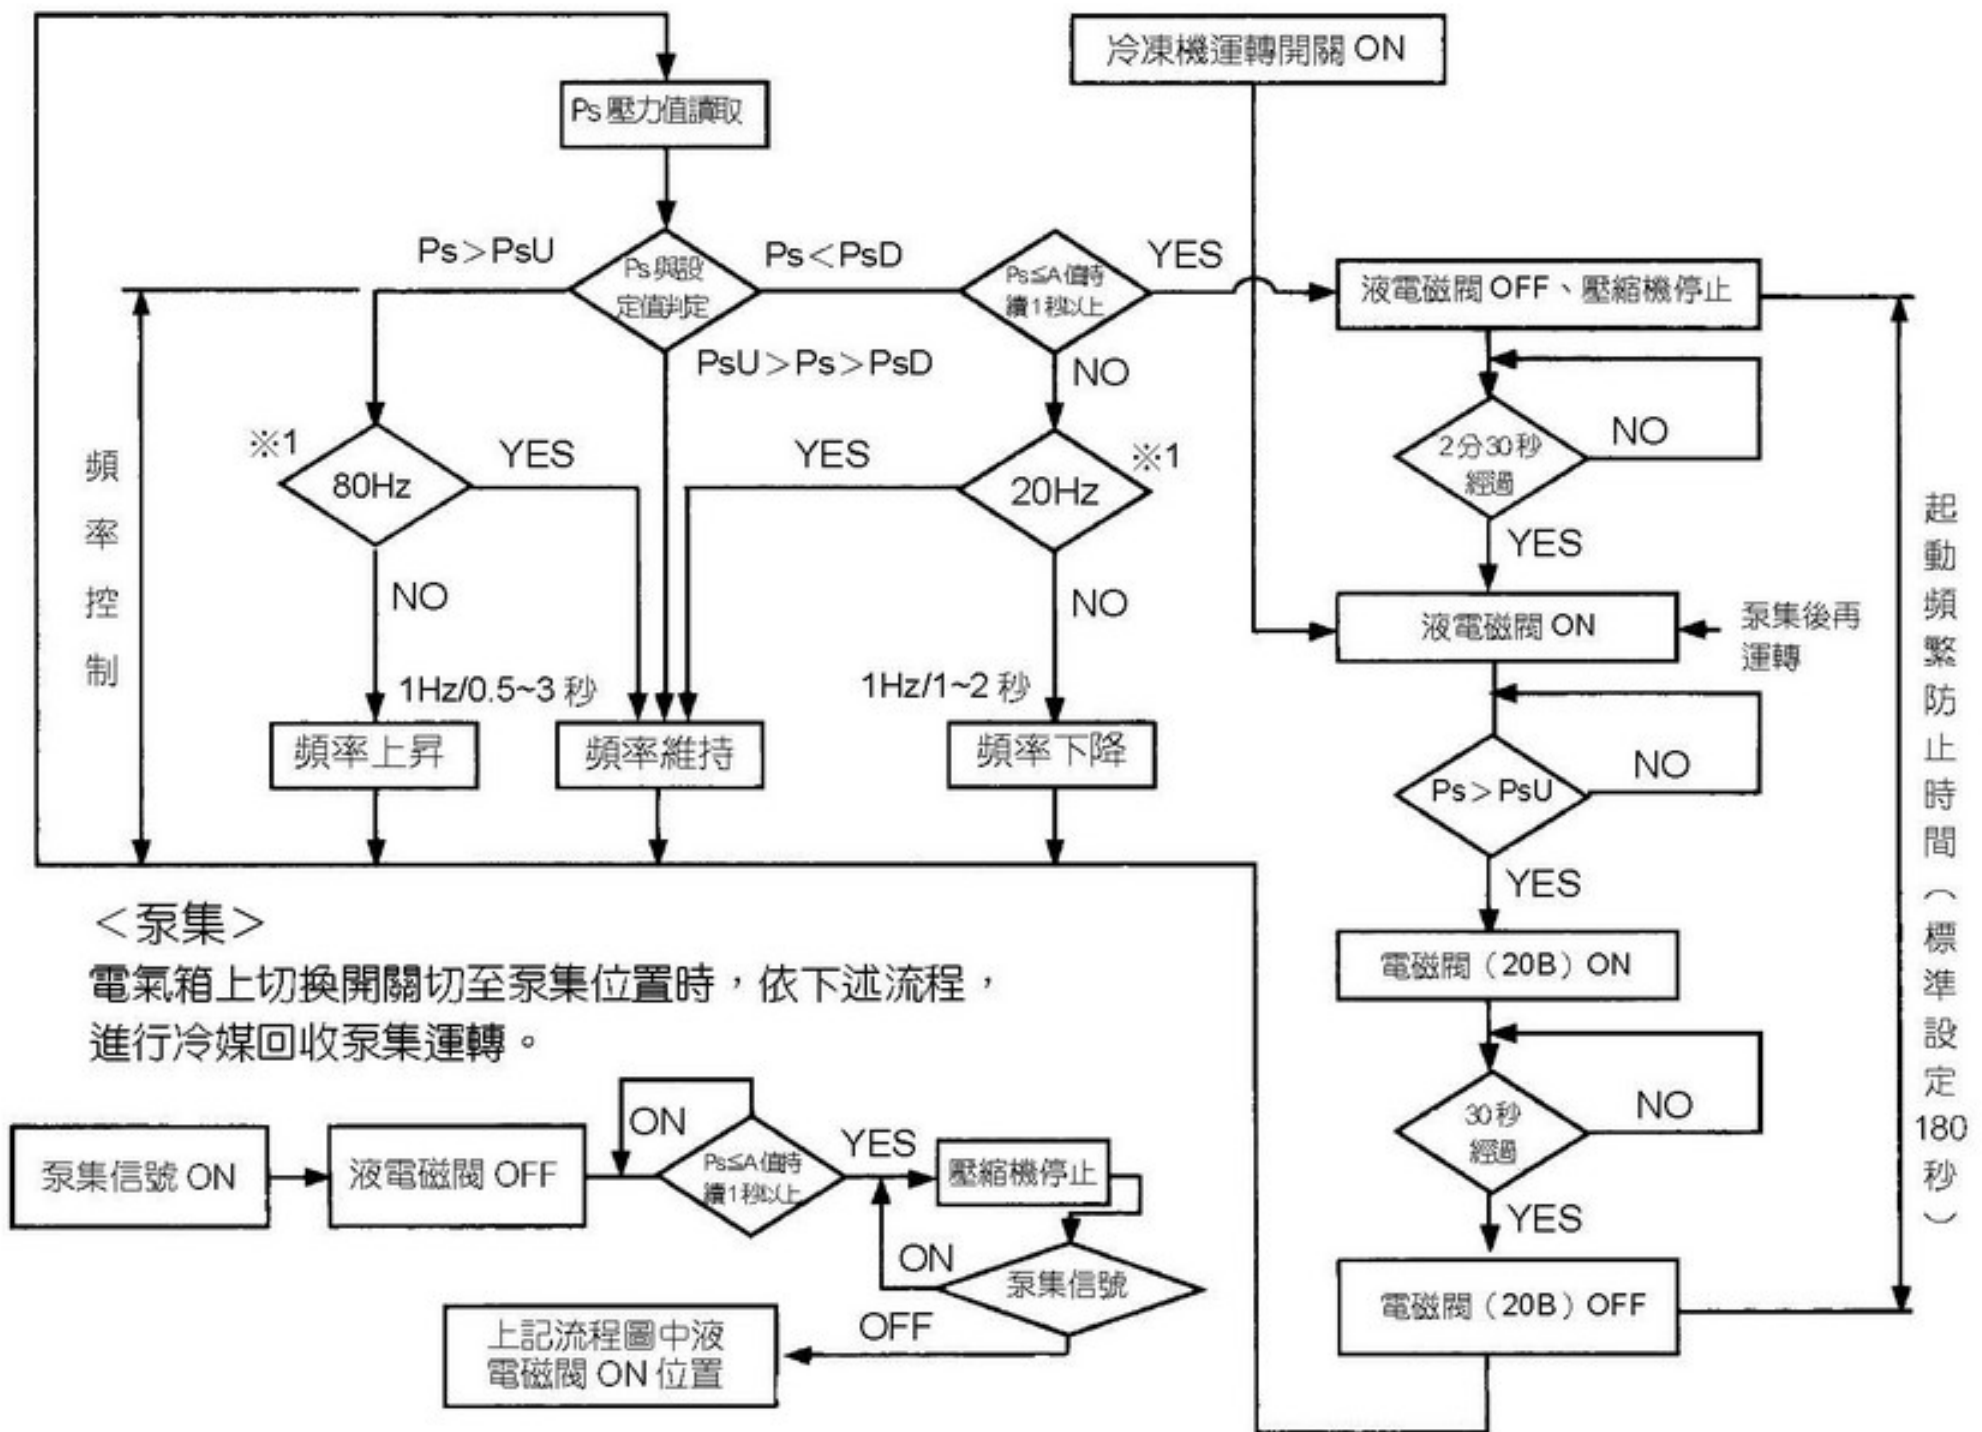 冷凍機運轉開關 ON
Ps 壓力值讀取
Ps>PsU
Ps 與設
定值判定
Ps<PsD
Ps≦A 值持
續1秒以上
YES
液電磁閥 OFF、壓縮機停止
PsU>Ps>PsD
NO
2分30秒
經過
NO
YES
※1
80Hz
YES
YES
20Hz
※1
NO
NO
頻率控制
1Hz/0.5~3 秒
1Hz/1~2 秒
頻率上昇
頻率維持
頻率下降
液電磁閥 ON
泵集後再
運轉
Ps>PsU
NO
YES
電磁閥（20B）ON
30秒
經過
NO
YES
電磁閥（20B）OFF
起動頻繁防止時間（標準設定180秒）
<泵集>
電氣箱上切換開關切至泵集位置時，依下述流程，
進行冷媒回收泵集運轉。
泵集信號 ON
液電磁閥 OFF
ON
Ps≦A 值持
續1秒以上
YES
壓縮機停止
ON
泵集信號
OFF
上記流程圖中液
電磁閥 ON 位置